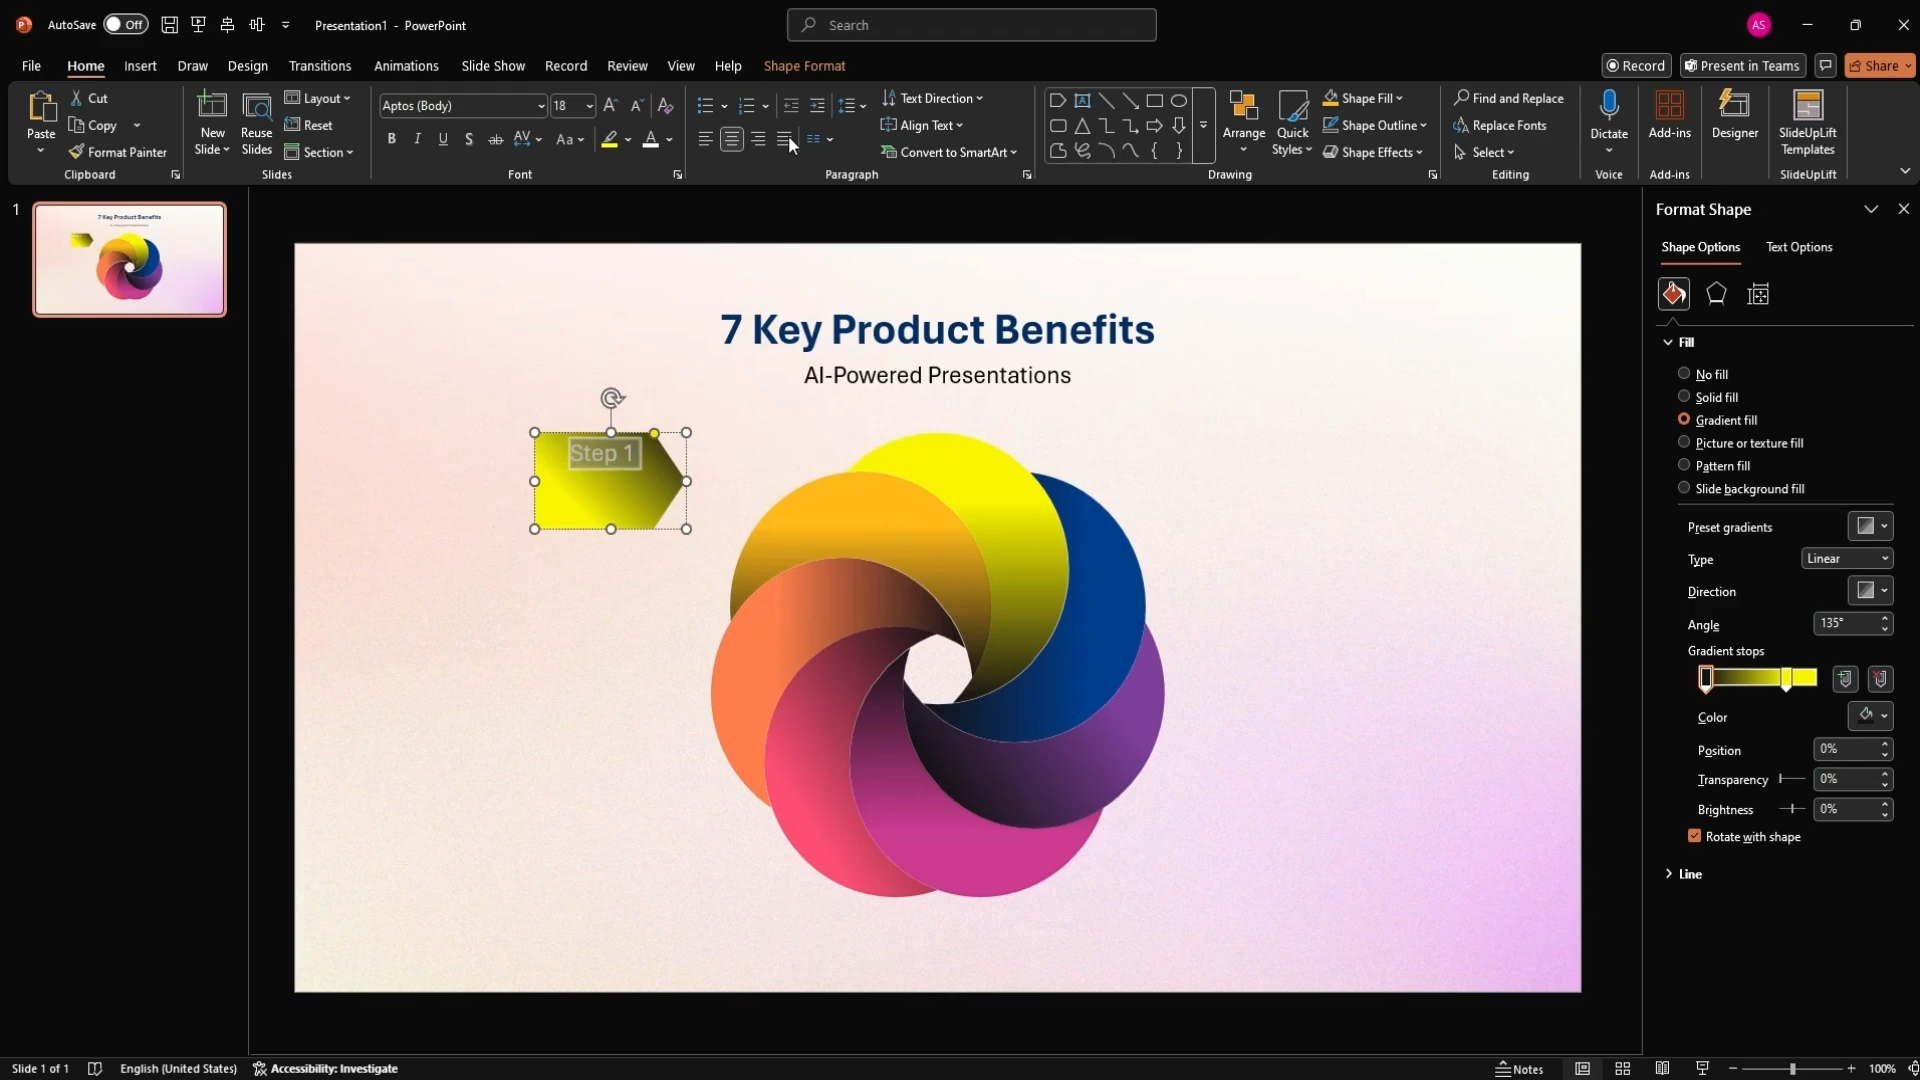 AutoSave Off Presentation1 - PowerPoint Search AS
File Home Insert Draw Design Transitions Animations Slide Show Record Review View Help Shape Format Record Present in Teams Share
Paste Cut Copy Format Painter Clipboard
New Slide Reuse Slides Layout Reset Section Slides
Aptos (Body) 18 B I U S ab AV Aa A Font
Paragraph Text Direction Align Text Convert to SmartArt
Drawing Arrange Quick Styles Shape Fill Shape Outline Shape Effects
Editing Find and Replace Replace Fonts Select
Dictate Voice
Add-ins Add-ins
Designer
SlideUpLift Templates SlideUpLift
1
7 Key Product Benefits
7 Key Product Benefits
AI-Powered Presentations
Step 1
Format Shape
Shape Options Text Options
Fill
No fill
Solid fill
Gradient fill
Picture or texture fill
Pattern fill
Slide background fill
Preset gradients
Type Linear
Direction
Angle 135°
Gradient stops
Color
Position 0%
Transparency 0%
Brightness 0%
Rotate with shape
Line
Slide 1 of 1 English (United States) Accessibility: Investigate Notes 100%